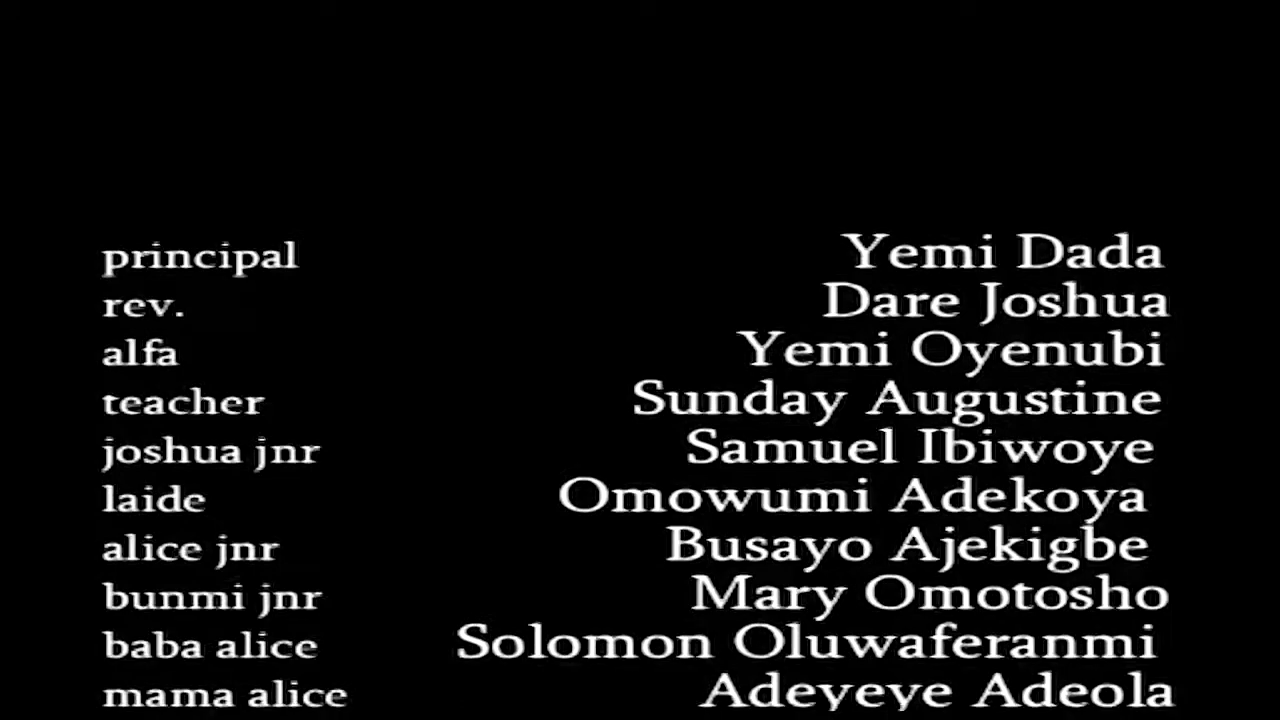 principal Yemi Dada
rev. Dare Joshua
alfa Yemi Oyenubi
teacher Sunday Augustine
joshua jnr Samuel Ibiwoye
laide Omowumi Adekoya
alice jnr Busayo Ajekigbe
bunmi jnr Mary Omotosho
baba alice Solomon Oluwaferanmi
mama alice Adeyeye Adeola